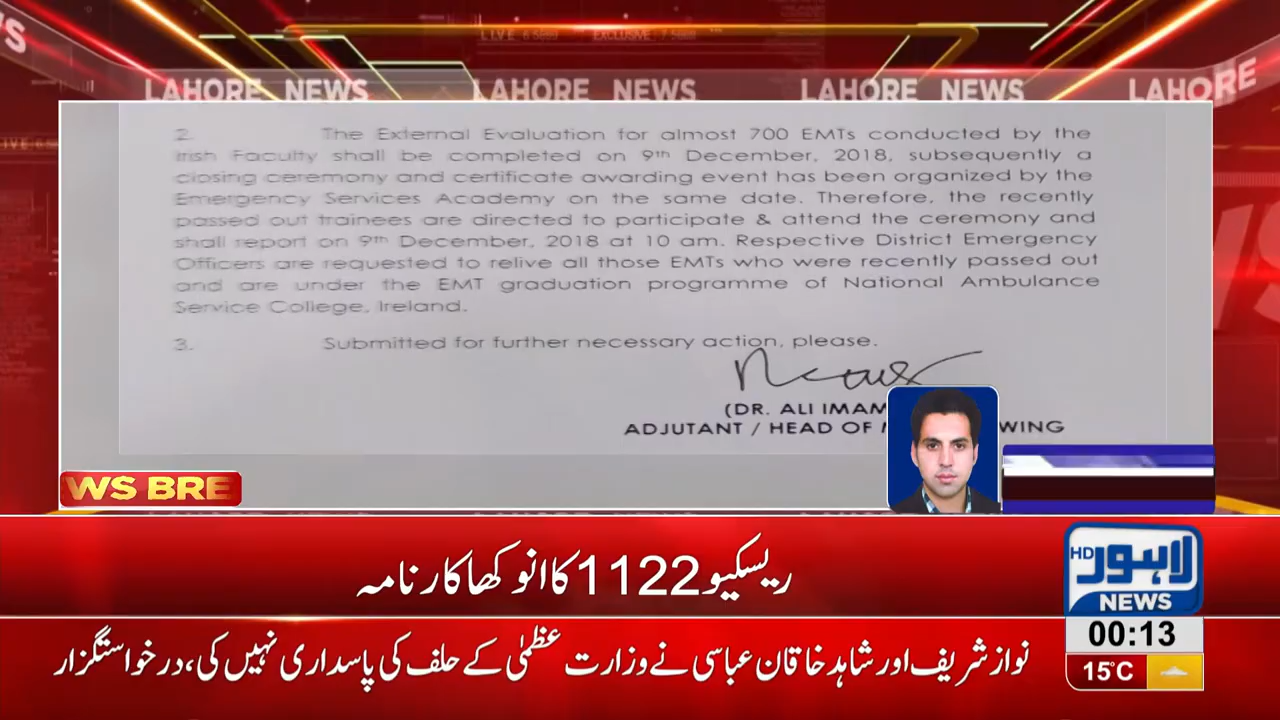 LIVE
EXCLUSIVE
LAHORE NEWS LAHORE NEWS LAHORE NEWS LAHORE
2. The External Evaluation for almost 700 EMTs conducted by the
Irish Faculty shall be completed on 9th December, 2018, subsequently a
closing ceremony and certificate awarding event has been organized by the
Emergency Services Academy on the same date. Therefore, the recently
passed out trainees are directed to participate & attend the ceremony and
shall report on 9th December, 2018 at 10 am. Respective District Emergency
Officers are requested to relive all those EMTs who were recently passed out
and are under the EMT graduation programme of National Ambulance
Service College, Ireland.
3. Submitted for further necessary action, please.
(DR. ALI IMAM
ADJUTANT / HEAD OF WING
WS BRE
ریسکیو 1122 کا انوکھا کارنامہ
HD
لاہور
NEWS
00:13
15°C
نواز شریف اور شاہد خاقان عباسی نے وزارت عظمیٰ کے حلف کی پاسداری نہیں کی، درخواستگزار